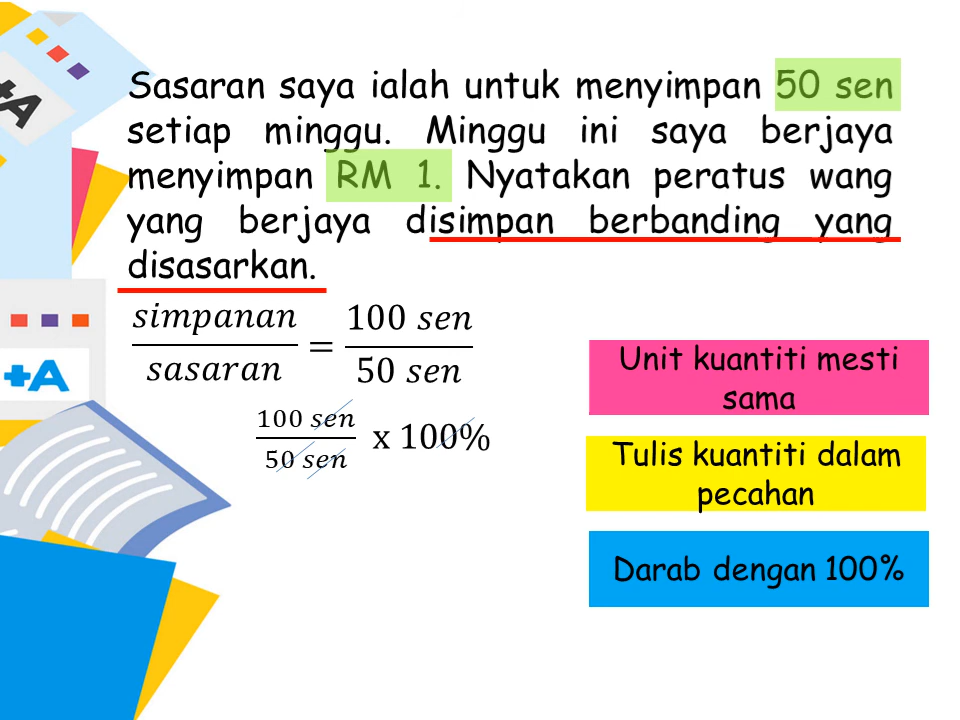 +A
Sasaran saya ialah untuk menyimpan 50 sen
setiap minggu. Minggu ini saya berjaya
menyimpan RM 1. Nyatakan peratus wang
yang berjaya disimpan berbanding yang
disasarkan.
simpanan/sasaran = 100 sen/50 sen
100 sen/50 sen x 100%
+A
Unit kuantiti mesti
sama
Tulis kuantiti dalam
pecahan
Darab dengan 100%